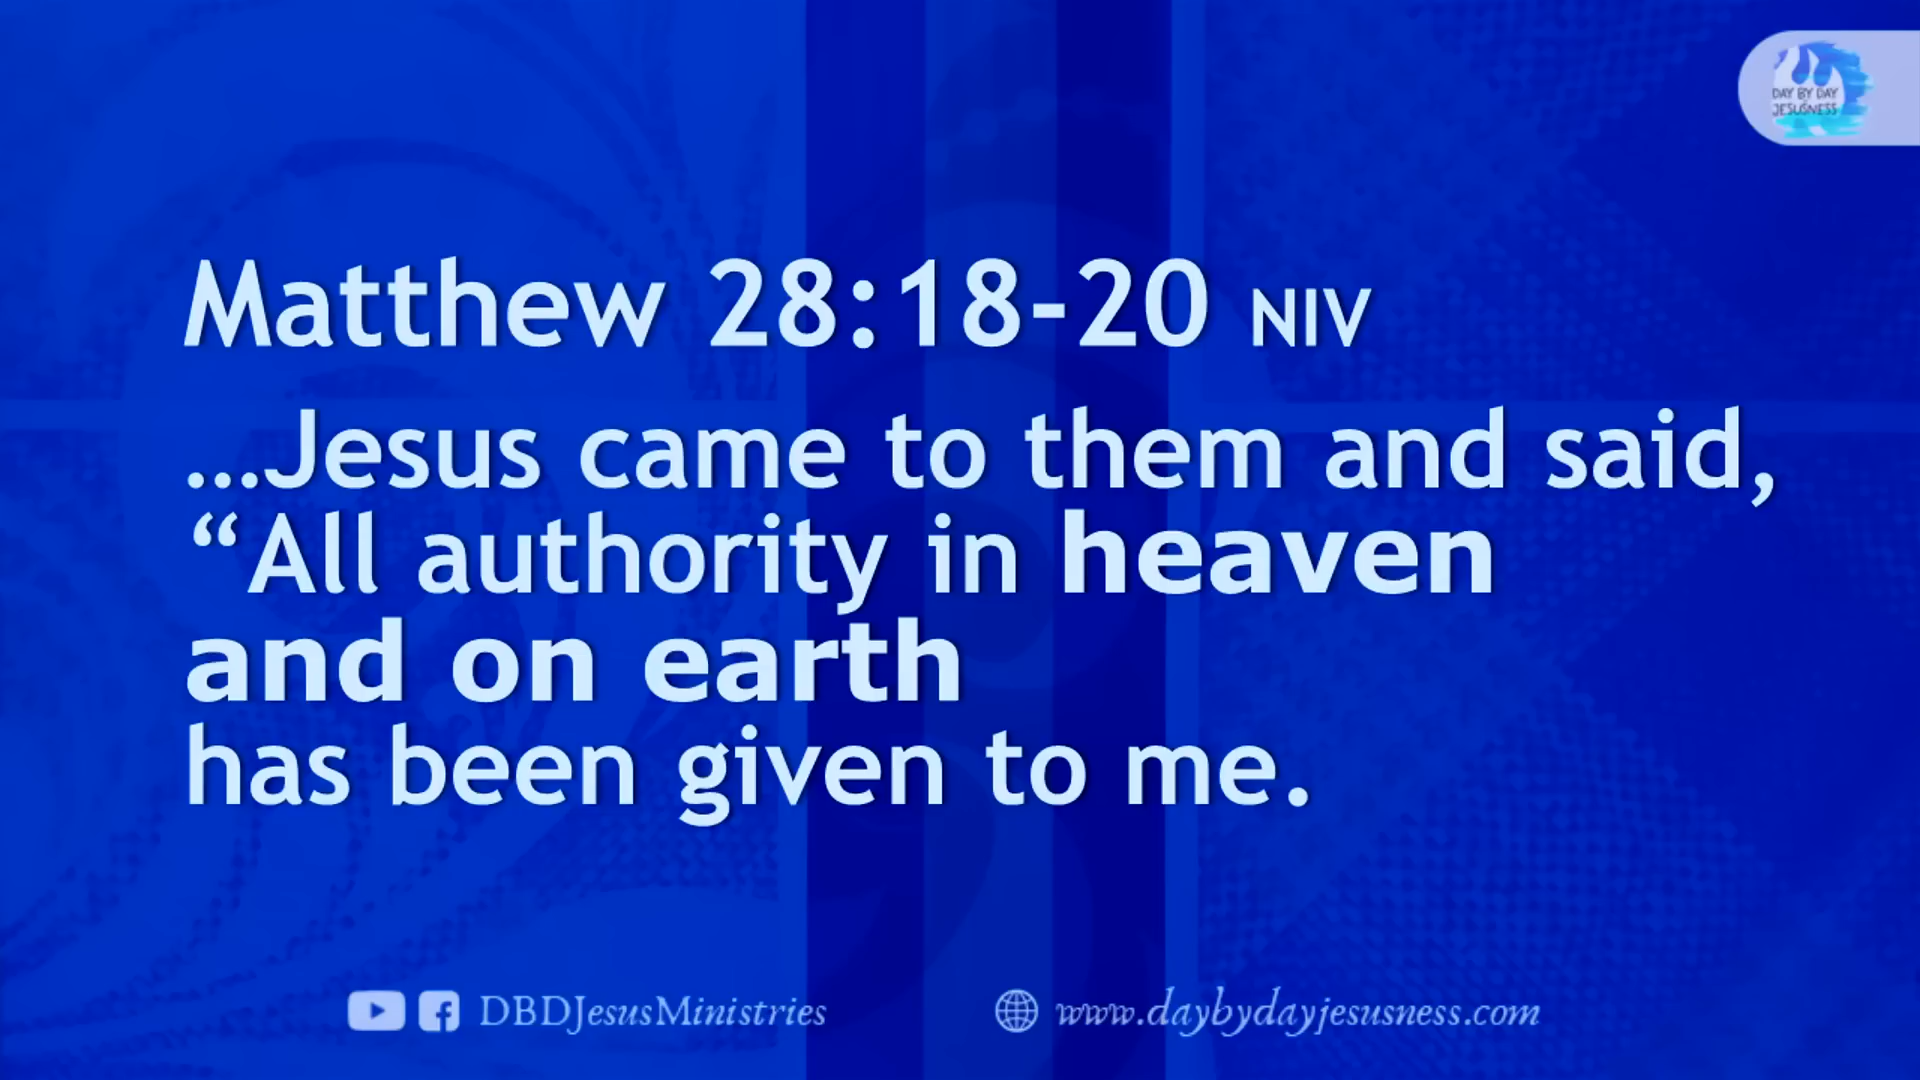 DAY BY DAY
JESUSNESS
Matthew 28:18-20 NIV
...Jesus came to them and said,
“All authority in heaven
and on earth
has been given to me.
DBDJesusMinistries
www.daybydayjesusness.com